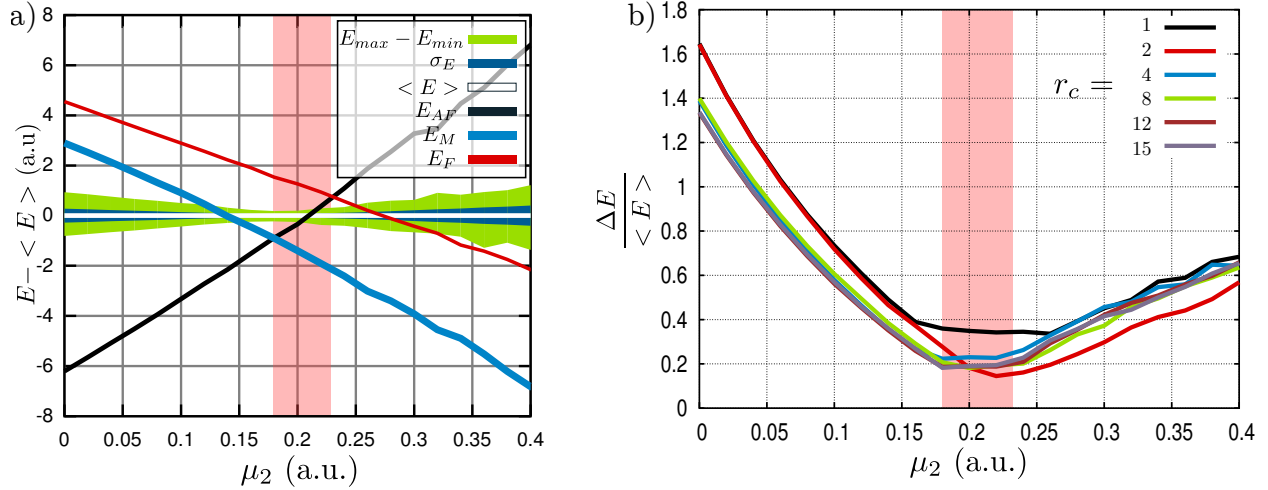 a)
E− < E > (a.u)
8
6
4
2
0
-2
-4
-6
-8
E_max − E_min
σ_E
< E >
E_AF
E_M
E_F
0 0.05 0.1 0.15 0.2 0.25 0.3 0.35 0.4
μ_2 (a.u.)
b)
ΔE
< E >
1.8
1.6
1.4
1.2
1
0.8
0.6
0.4
0.2
0
r_c =
1
2
4
8
12
15
0 0.05 0.1 0.15 0.2 0.25 0.3 0.35 0.4
μ_2 (a.u.)